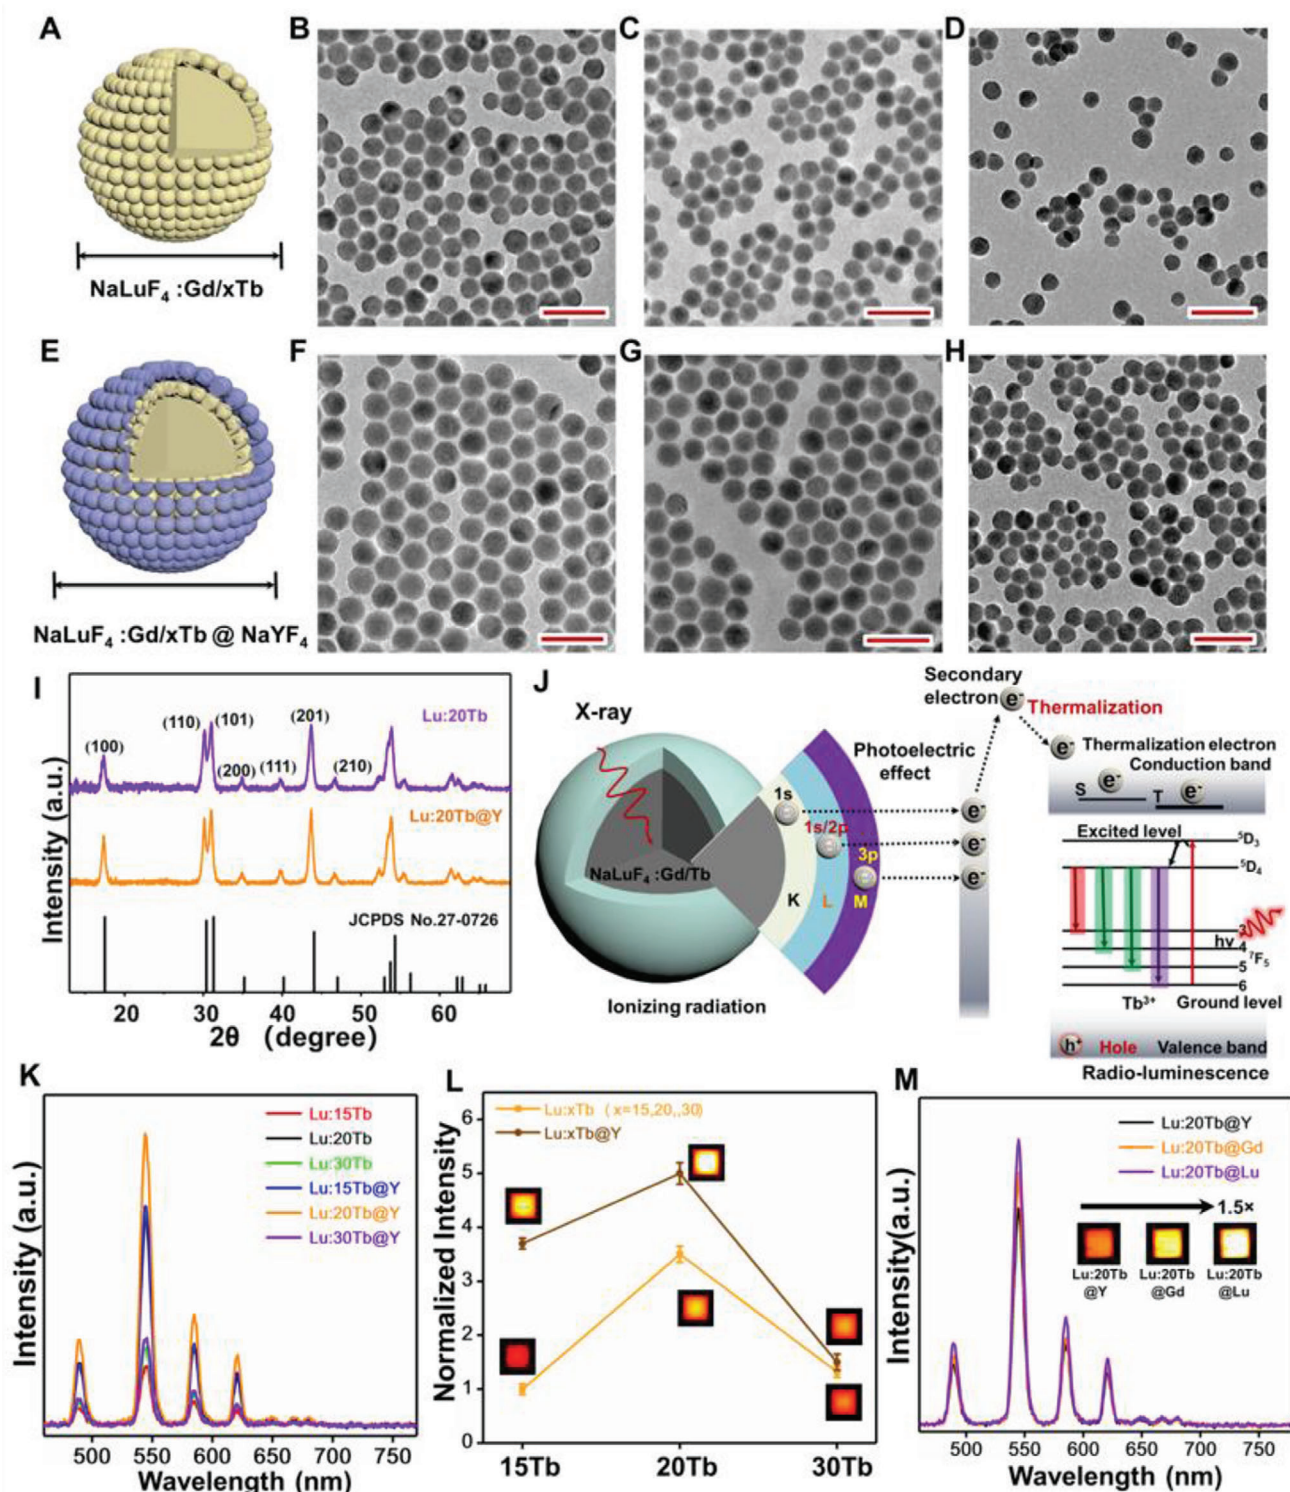 A
B
C
D
NaLuF₄ :Gd/xTb
E
F
G
H
NaLuF₄ :Gd/xTb @ NaYF₄
I
Intensity (a.u.)
(100)
(110)
(101)
(200)
(111)
(201)
(210)
Lu:20Tb
Lu:20Tb@Y
JCPDS No.27-0726
20
30
40
50
60
2θ (degree)
J
X-ray
NaLuF₄ :Gd/Tb
Ionizing radiation
1s
1s/2p
3p
K
L
M
Photoelectric
effect
Secondary
electron
e⁻
Thermalization
e⁻
Thermalization electron
Conduction band
S
e⁻
T
e⁻
e⁻
e⁻
e⁻
Excited level
⁵D₃
⁵D₄
3
hv
4
⁷F₅
5
6
Tb³⁺
Ground level
h⁺
Hole
Valence band
Radio-luminescence
K
Intensity (a.u.)
Lu:15Tb
Lu:20Tb
Lu:30Tb
Lu:15Tb@Y
Lu:20Tb@Y
Lu:30Tb@Y
500
550
600
650
700
750
Wavelength (nm)
L
Normalized Intensity
Lu:xTb (x=15,20,,30)
Lu:xTb@Y
6
5
4
3
2
1
0
15Tb
20Tb
30Tb
M
Intensity(a.u.)
Lu:20Tb@Y
Lu:20Tb@Gd
Lu:20Tb@Lu
1.5×
Lu:20Tb
@Y
Lu:20Tb
@Gd
Lu:20Tb
@Lu
500
550
600
650
700
750
Wavelength (nm)